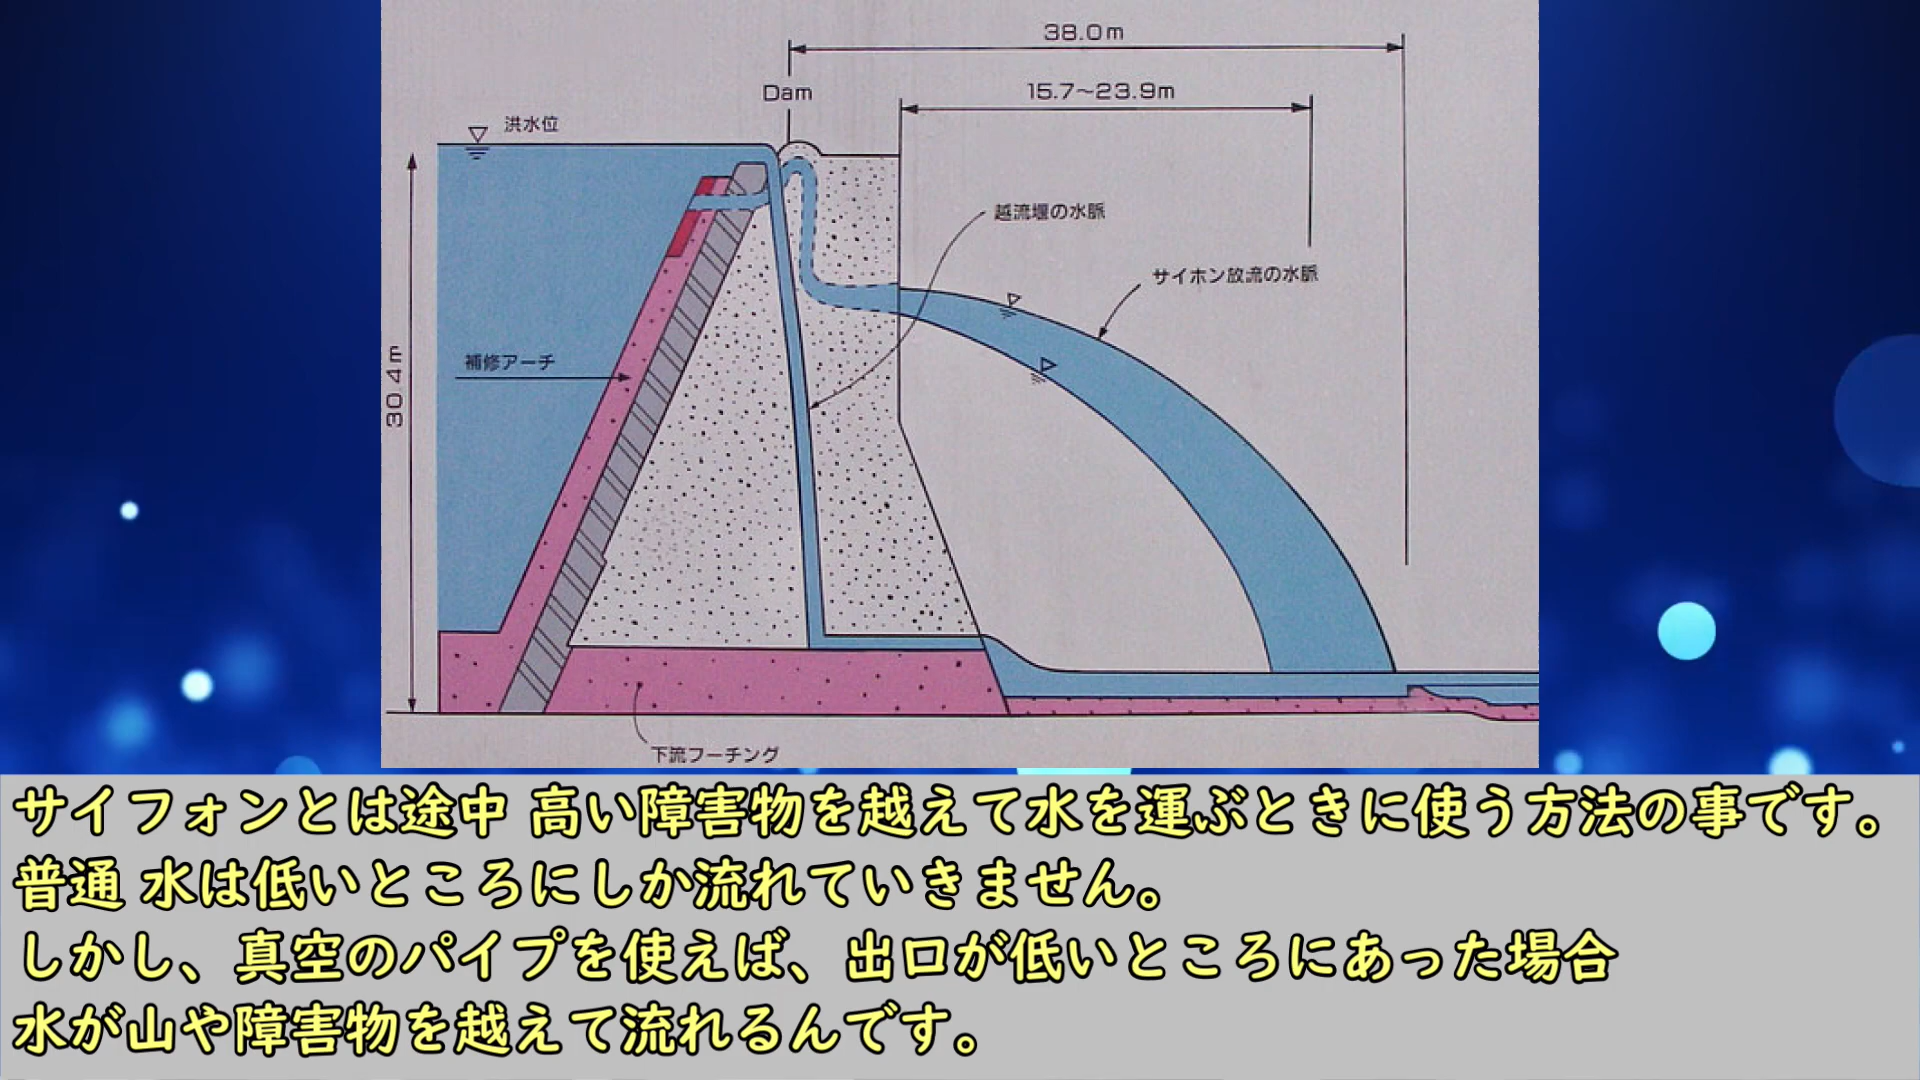 38.0m
Dam
15.7〜23.9m
洪水位
越流堰の水脈
サイホン放流の水脈
補修アーチ
30.4m
下流フーチング
サイフォンとは途中 高い障害物を越えて水を運ぶときに使う方法の事です。
普通 水は低いところにしか流れていきません。
しかし、真空のパイプを使えば、出口が低いところにあった場合
水が山や障害物を越えて流れるんです。